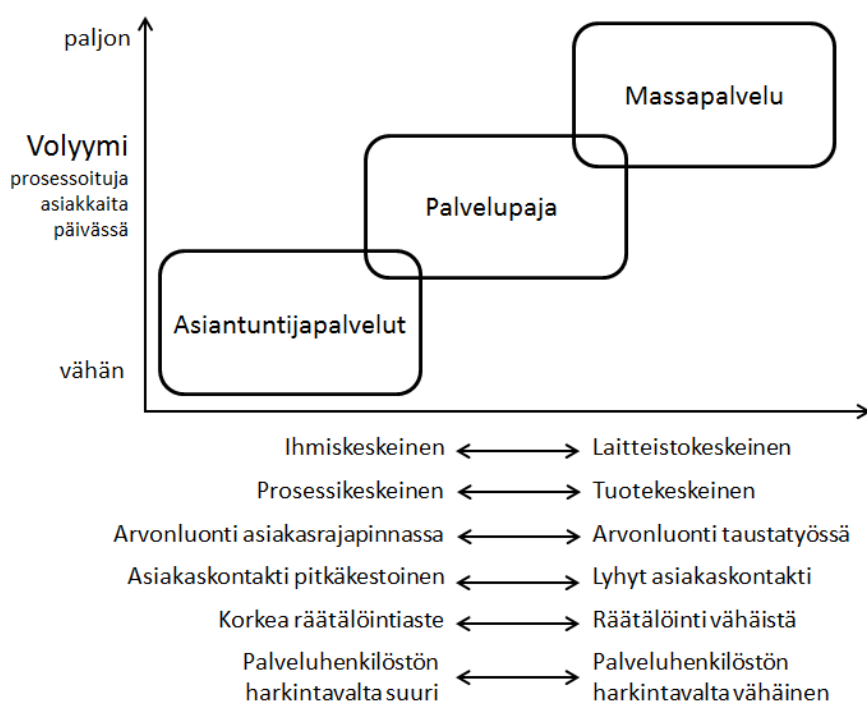 paljon
Massapalvelu
Volyymi
prosessoituja
asiakkaita
päivässä
Palvelupaja
Asiantuntijapalvelut
vähän
Ihmiskeskeinen Laitteistokeskeinen
Prosessikeskeinen Tuotekeskeinen
Arvonluonti asiakasrajapinnassa Arvonluonti taustatyössä
Asiakaskontakti pitkäkestoinen Lyhyt asiakaskontakti
Korkea räätälöintiaste Räätälöinti vähäistä
Palveluhenkilöstön Palveluhenkilöstön
harkintavalta suuri harkintavalta vähäinen